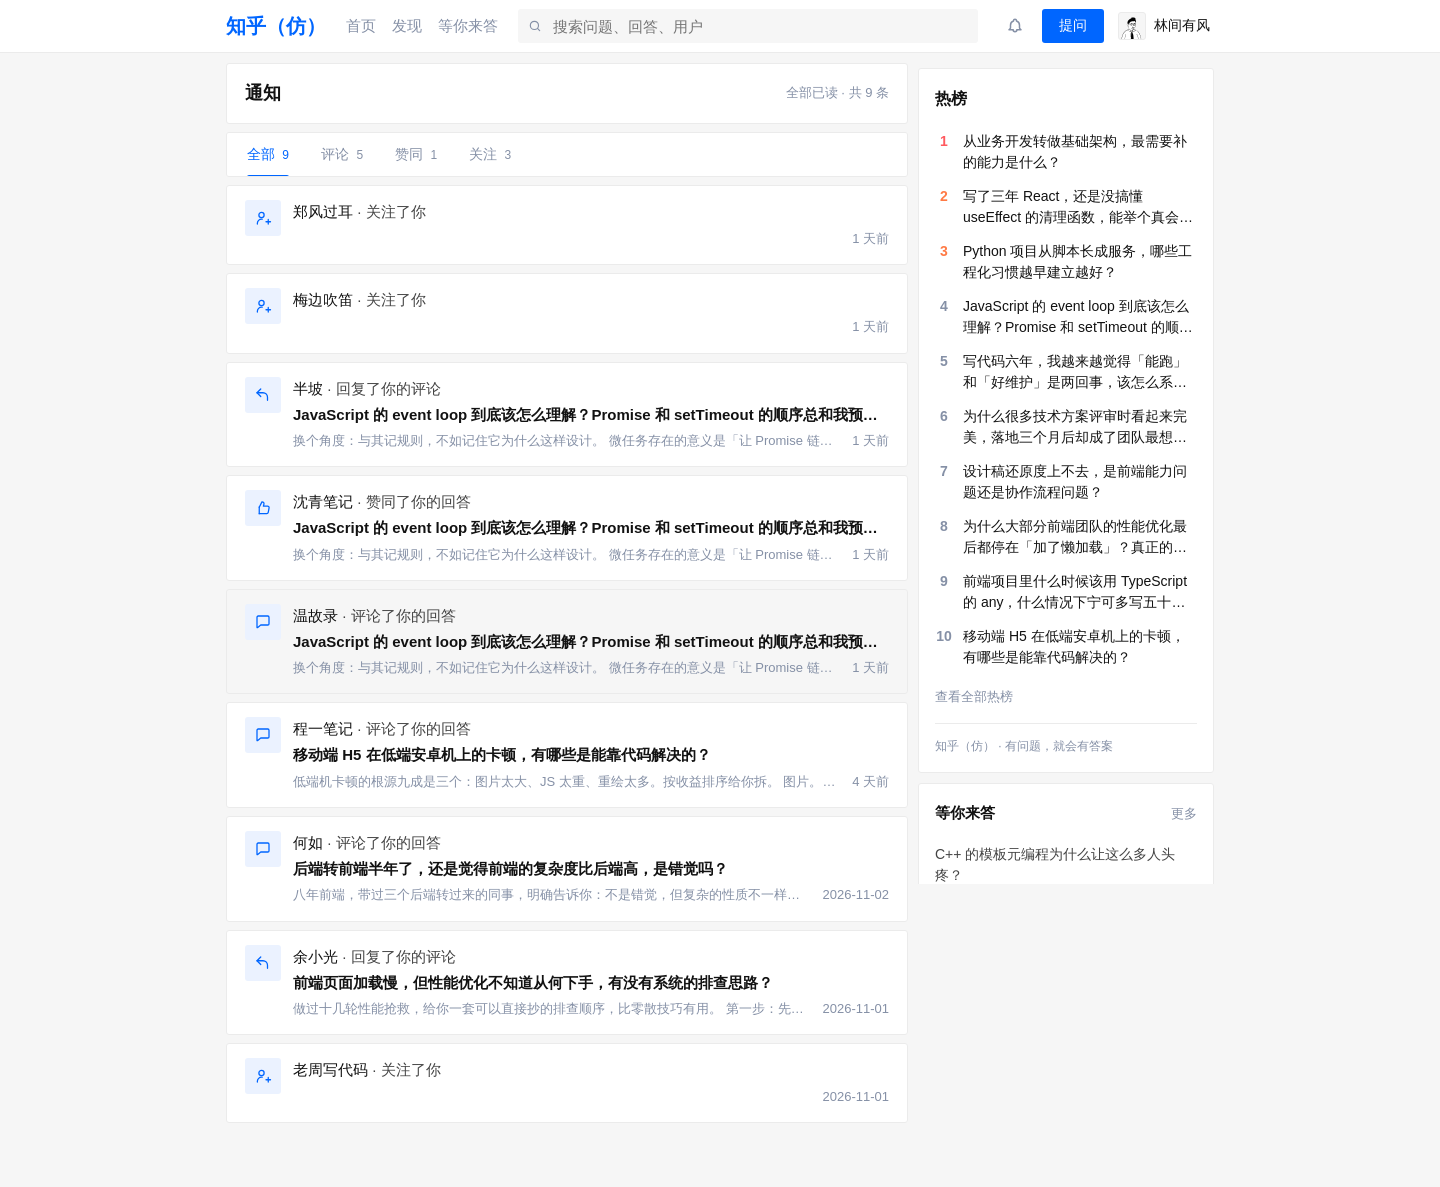 知乎（仿） 首页 发现 等你来答 搜索问题、回答、用户 提问 林间有风
通知 全部已读 · 共 9 条
全部 9 评论 5 赞同 1 关注 3
郑风过耳 · 关注了你
1 天前
梅边吹笛 · 关注了你
1 天前
半坡 · 回复了你的评论
JavaScript 的 event loop 到底该怎么理解？Promise 和 setTimeout 的顺序总和我预…
换个角度：与其记规则，不如记住它为什么这样设计。 微任务存在的意义是「让 Promise 链… 1 天前
沈青笔记 · 赞同了你的回答
JavaScript 的 event loop 到底该怎么理解？Promise 和 setTimeout 的顺序总和我预…
换个角度：与其记规则，不如记住它为什么这样设计。 微任务存在的意义是「让 Promise 链… 1 天前
温故录 · 评论了你的回答
JavaScript 的 event loop 到底该怎么理解？Promise 和 setTimeout 的顺序总和我预…
换个角度：与其记规则，不如记住它为什么这样设计。 微任务存在的意义是「让 Promise 链… 1 天前
程一笔记 · 评论了你的回答
移动端 H5 在低端安卓机上的卡顿，有哪些是能靠代码解决的？
低端机卡顿的根源九成是三个：图片太大、JS 太重、重绘太多。按收益排序给你拆。 图片。… 4 天前
何如 · 评论了你的回答
后端转前端半年了，还是觉得前端的复杂度比后端高，是错觉吗？
八年前端，带过三个后端转过来的同事，明确告诉你：不是错觉，但复杂的性质不一样… 2026-11-02
余小光 · 回复了你的评论
前端页面加载慢，但性能优化不知道从何下手，有没有系统的排查思路？
做过十几轮性能抢救，给你一套可以直接抄的排查顺序，比零散技巧有用。 第一步：先… 2026-11-01
老周写代码 · 关注了你
2026-11-01
热榜
1 从业务开发转做基础架构，最需要补
的能力是什么？
2 写了三年 React，还是没搞懂
useEffect 的清理函数，能举个真会…
3 Python 项目从脚本长成服务，哪些工
程化习惯越早建立越好？
4 JavaScript 的 event loop 到底该怎么
理解？Promise 和 setTimeout 的顺…
5 写代码六年，我越来越觉得「能跑」
和「好维护」是两回事，该怎么系…
6 为什么很多技术方案评审时看起来完
美，落地三个月后却成了团队最想…
7 设计稿还原度上不去，是前端能力问
题还是协作流程问题？
8 为什么大部分前端团队的性能优化最
后都停在「加了懒加载」？真正的…
9 前端项目里什么时候该用 TypeScript
的 any，什么情况下宁可多写五十…
10 移动端 H5 在低端安卓机上的卡顿，
有哪些是能靠代码解决的？
查看全部热榜
知乎（仿） · 有问题，就会有答案
等你来答 更多
C++ 的模板元编程为什么让这么多人头
疼？